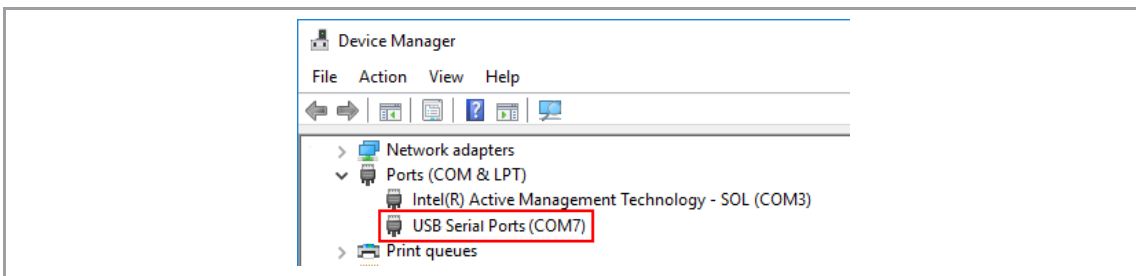 Device Manager
File Action View Help
Network adapters
Ports (COM & LPT)
Intel(R) Active Management Technology - SOL (COM3)
USB Serial Ports (COM7)
Print queues